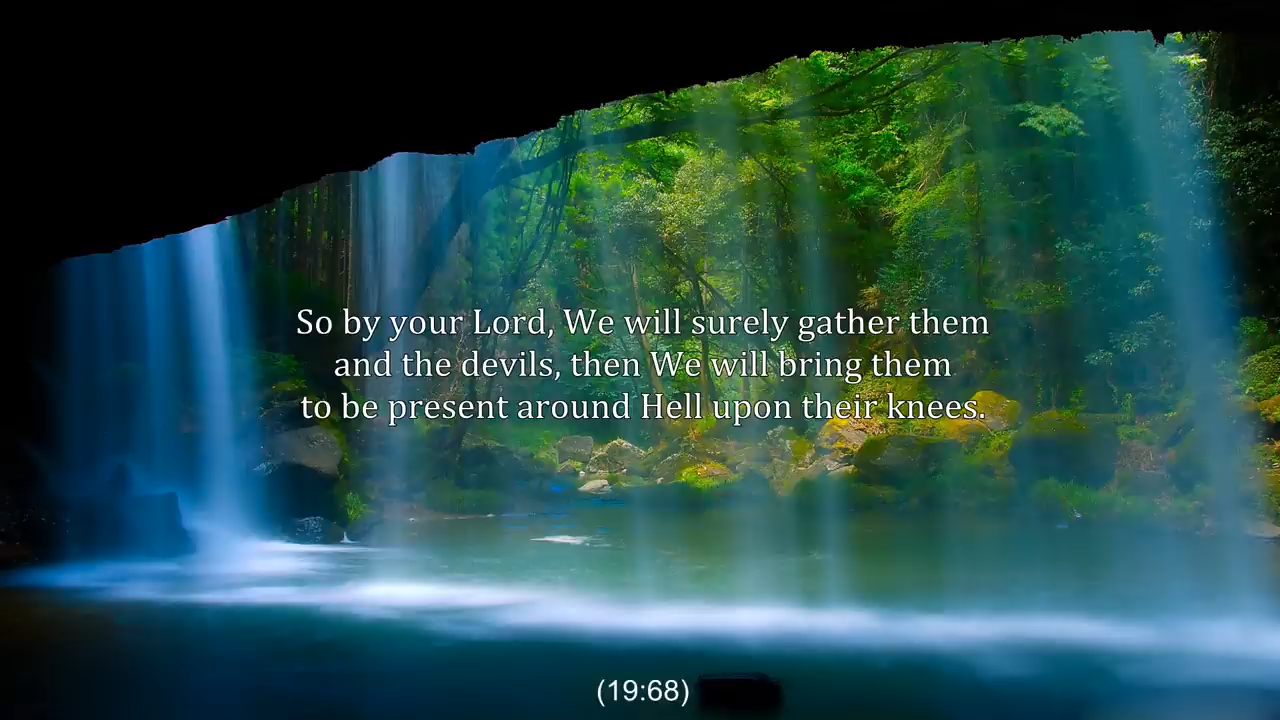 So by your Lord, We will surely gather them
and the devils, then We will bring them
to be present around Hell upon their knees.
(19:68)